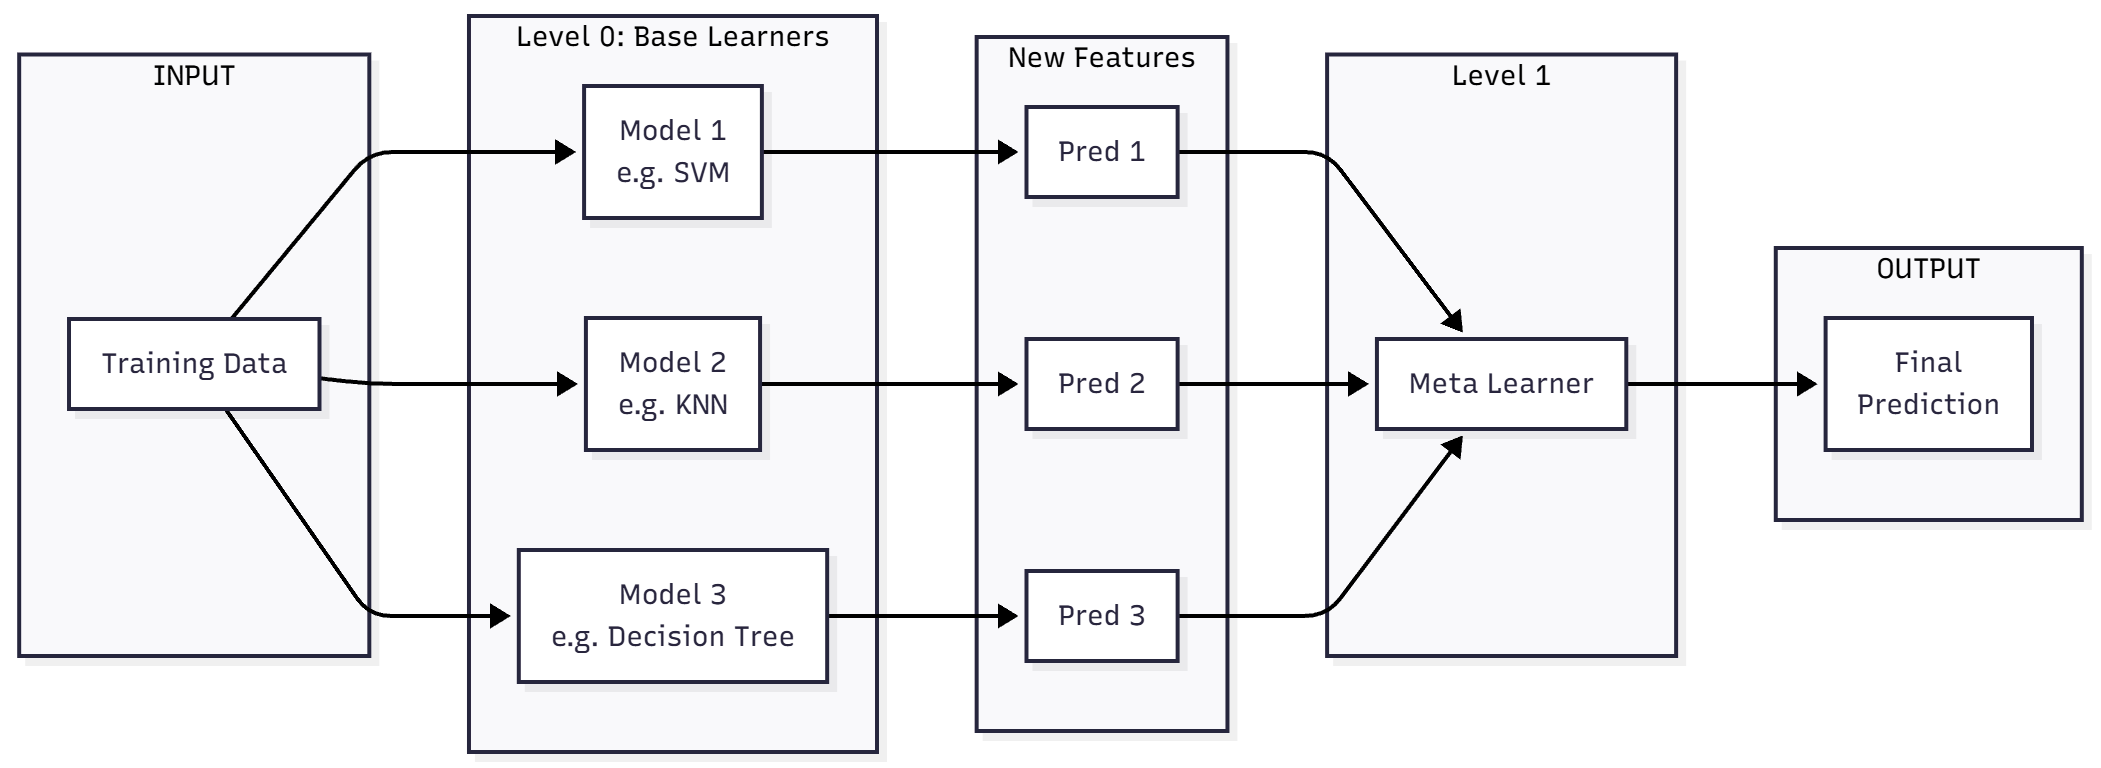 INPUT
Training Data
Level 0: Base Learners
Model 1
e.g. SVM
Model 2
e.g. KNN
Model 3
e.g. Decision Tree
New Features
Pred 1
Pred 2
Pred 3
Level 1
Meta Learner
OUTPUT
Final
Prediction